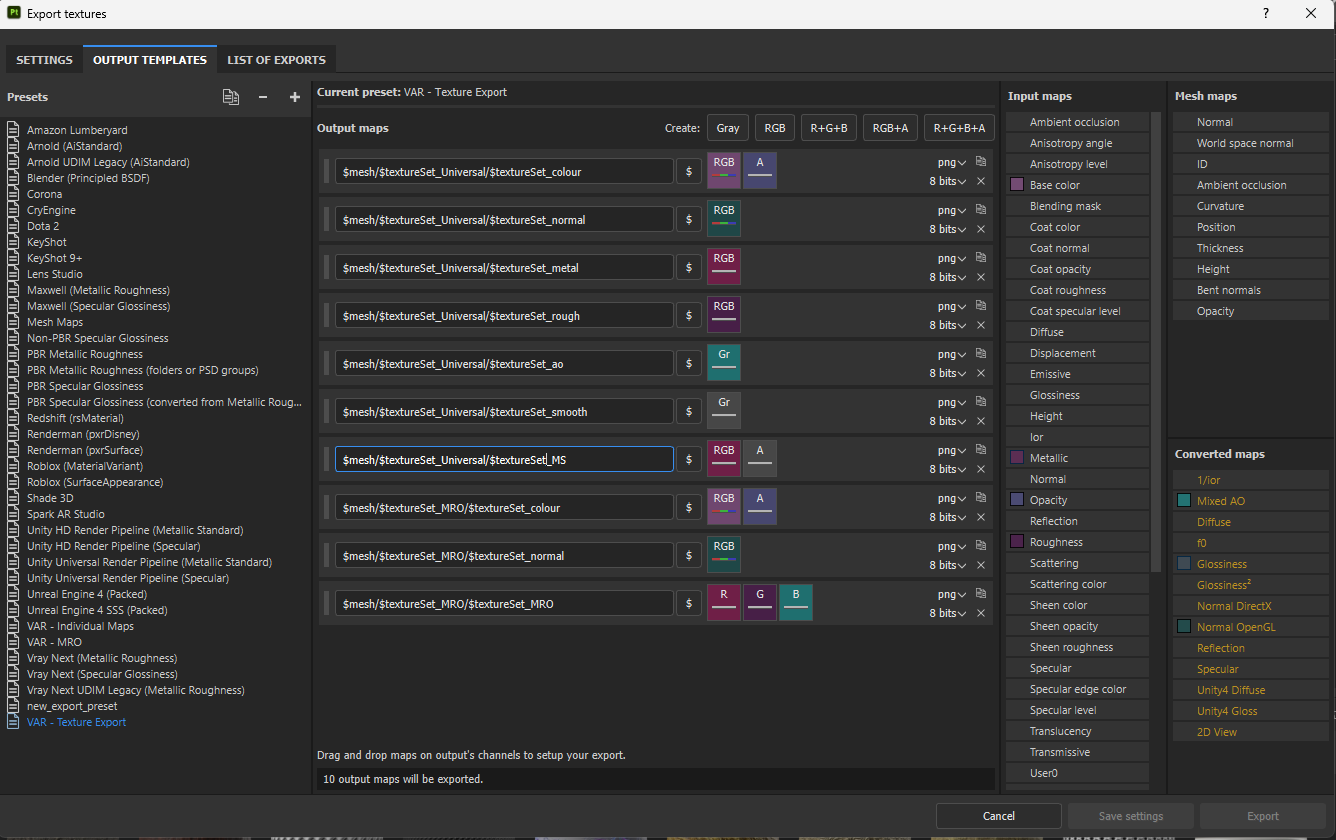 Pt Export textures ?
SETTINGS OUTPUT TEMPLATES LIST OF EXPORTS
Presets
Amazon Lumberyard
Arnold (AiStandard)
Arnold UDIM Legacy (AiStandard)
Blender (Principled BSDF)
Corona
CryEngine
Dota 2
KeyShot
KeyShot 9+
Lens Studio
Maxwell (Metallic Roughness)
Maxwell (Specular Glossiness)
Mesh Maps
Non-PBR Specular Glossiness
PBR Metallic Roughness
PBR Metallic Roughness (folders or PSD groups)
PBR Specular Glossiness
PBR Specular Glossiness (converted from Metallic Roug...
Redshift (rsMaterial)
Renderman (pxrDisney)
Renderman (pxrSurface)
Roblox (MaterialVariant)
Roblox (SurfaceAppearance)
Shade 3D
Spark AR Studio
Unity HD Render Pipeline (Metallic Standard)
Unity HD Render Pipeline (Specular)
Unity Universal Render Pipeline (Metallic Standard)
Unity Universal Render Pipeline (Specular)
Unreal Engine 4 (Packed)
Unreal Engine 4 SSS (Packed)
VAR - Individual Maps
VAR - MRO
Vray Next (Metallic Roughness)
Vray Next (Specular Glossiness)
Vray Next UDIM Legacy (Metallic Roughness)
new_export_preset
VAR - Texture Export
Current preset: VAR - Texture Export
Output maps Create: Gray RGB R+G+B RGB+A R+G+B+A
$mesh/$textureSet_Universal/$textureSet_colour $ RGB A png
8 bits
$mesh/$textureSet_Universal/$textureSet_normal $ RGB png
8 bits
$mesh/$textureSet_Universal/$textureSet_metal $ RGB png
8 bits
$mesh/$textureSet_Universal/$textureSet_rough $ RGB png
8 bits
$mesh/$textureSet_Universal/$textureSet_ao $ Gr png
8 bits
$mesh/$textureSet_Universal/$textureSet_smooth $ Gr png
8 bits
$mesh/$textureSet_Universal/$textureSet_MS $ RGB A png
8 bits
$mesh/$textureSet_MRO/$textureSet_colour $ RGB A png
8 bits
$mesh/$textureSet_MRO/$textureSet_normal $ RGB png
8 bits
$mesh/$textureSet_MRO/$textureSet_MRO $ R G B png
8 bits
Drag and drop maps on output's channels to setup your export.
10 output maps will be exported.
Input maps
Ambient occlusion
Anisotropy angle
Anisotropy level
Base color
Blending mask
Coat color
Coat normal
Coat opacity
Coat roughness
Coat specular level
Diffuse
Displacement
Emissive
Glossiness
Height
Ior
Metallic
Normal
Opacity
Reflection
Roughness
Scattering
Scattering color
Sheen color
Sheen opacity
Sheen roughness
Specular
Specular edge color
Specular level
Translucency
Transmissive
User0
Mesh maps
Normal
World space normal
ID
Ambient occlusion
Curvature
Position
Thickness
Height
Bent normals
Opacity
Converted maps
1/ior
Mixed AO
Diffuse
f0
Glossiness
Glossiness²
Normal DirectX
Normal OpenGL
Reflection
Specular
Unity4 Diffuse
Unity4 Gloss
2D View
Cancel Save settings Export